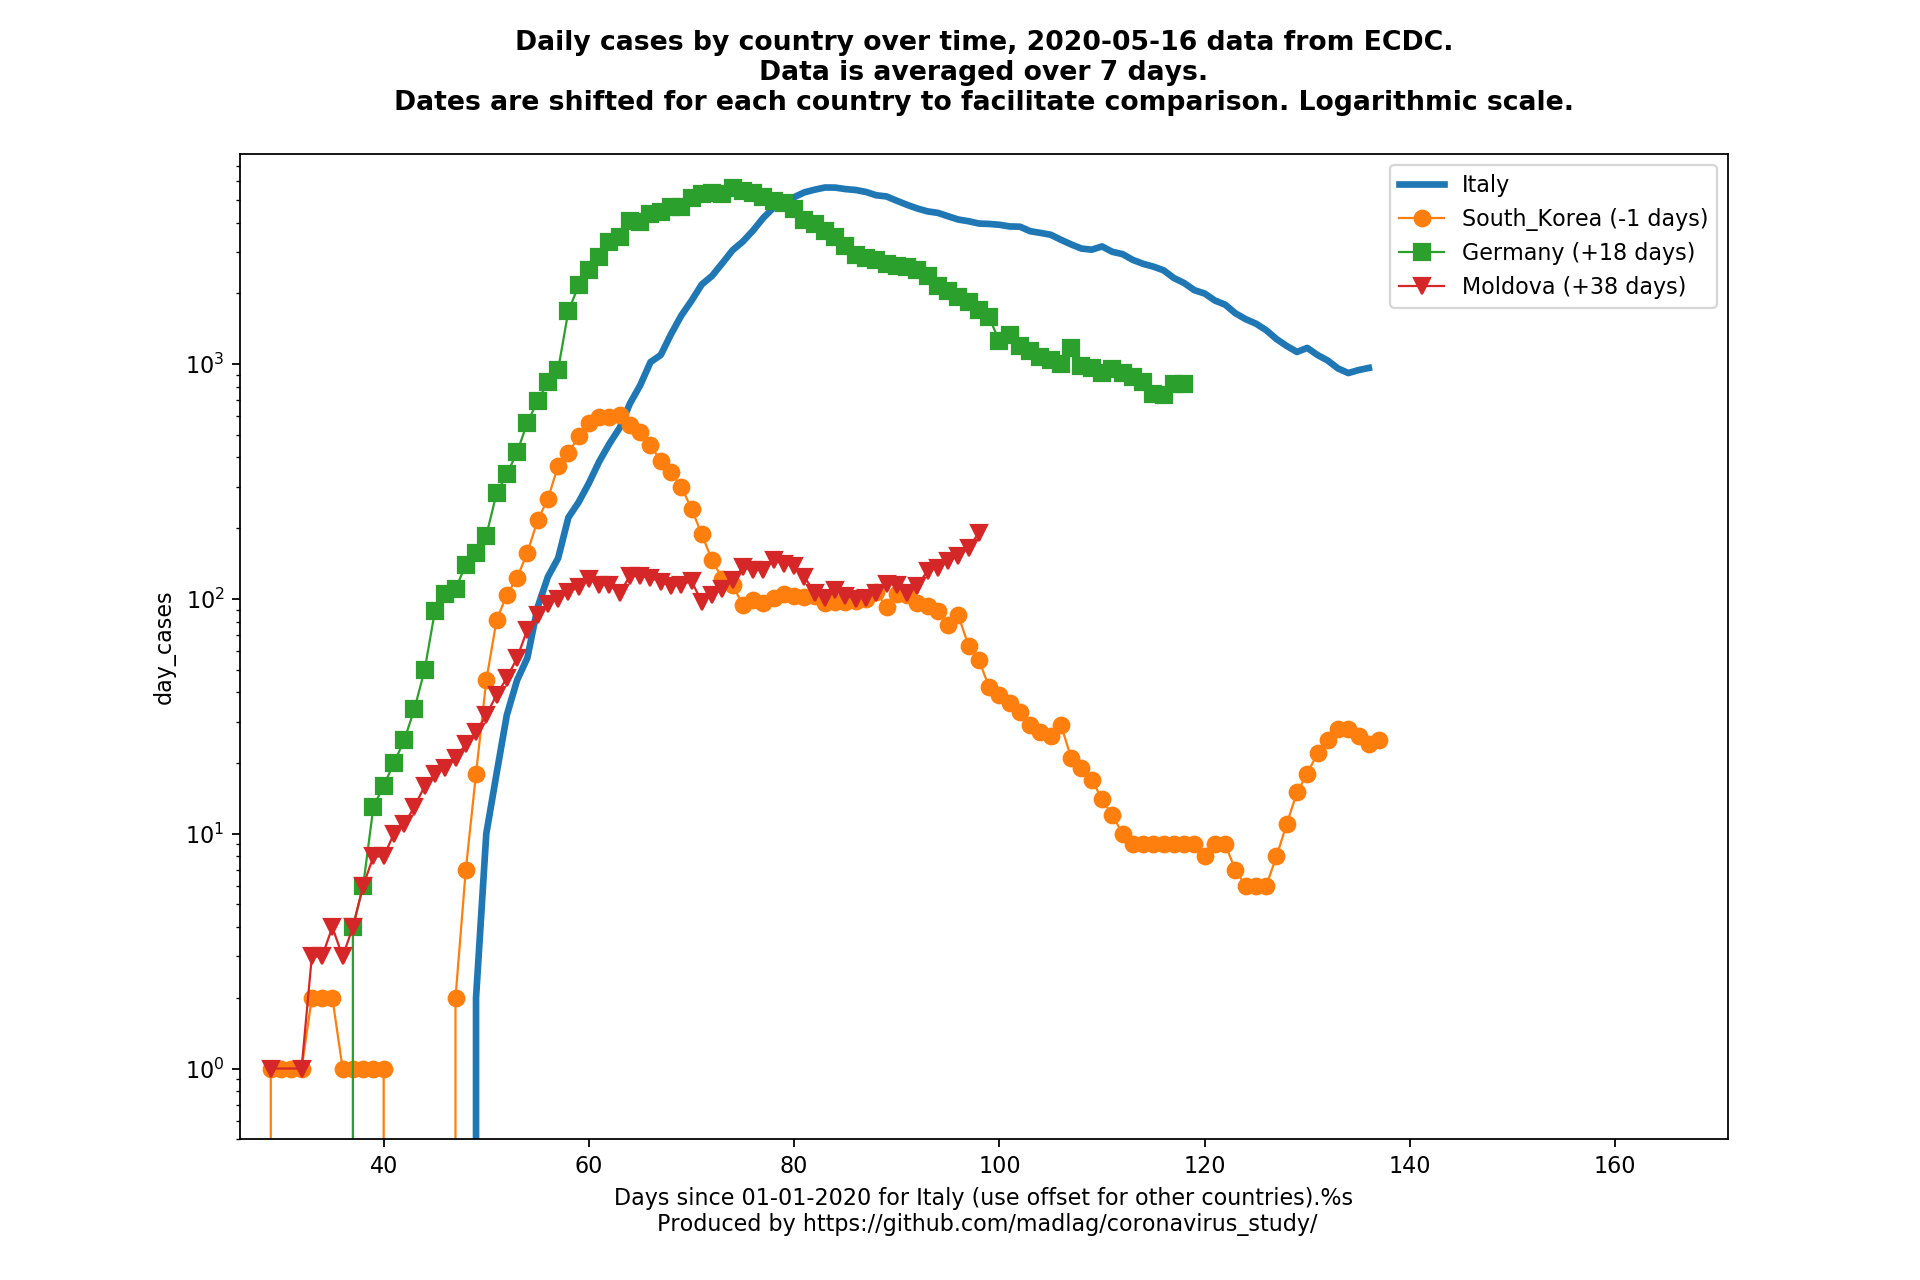 Daily cases by country over time, 2020-05-16 data from ECDC.
Data is averaged over 7 days.
Dates are shifted for each country to facilitate comparison. Logarithmic scale.
Italy
South_Korea (-1 days)
Germany (+18 days)
Moldova (+38 days)
day_cases
10³
10²
10¹
10⁰
40 60 80 100 120 140 160
Days since 01-01-2020 for Italy (use offset for other countries).%s
Produced by https://github.com/madlag/coronavirus_study/